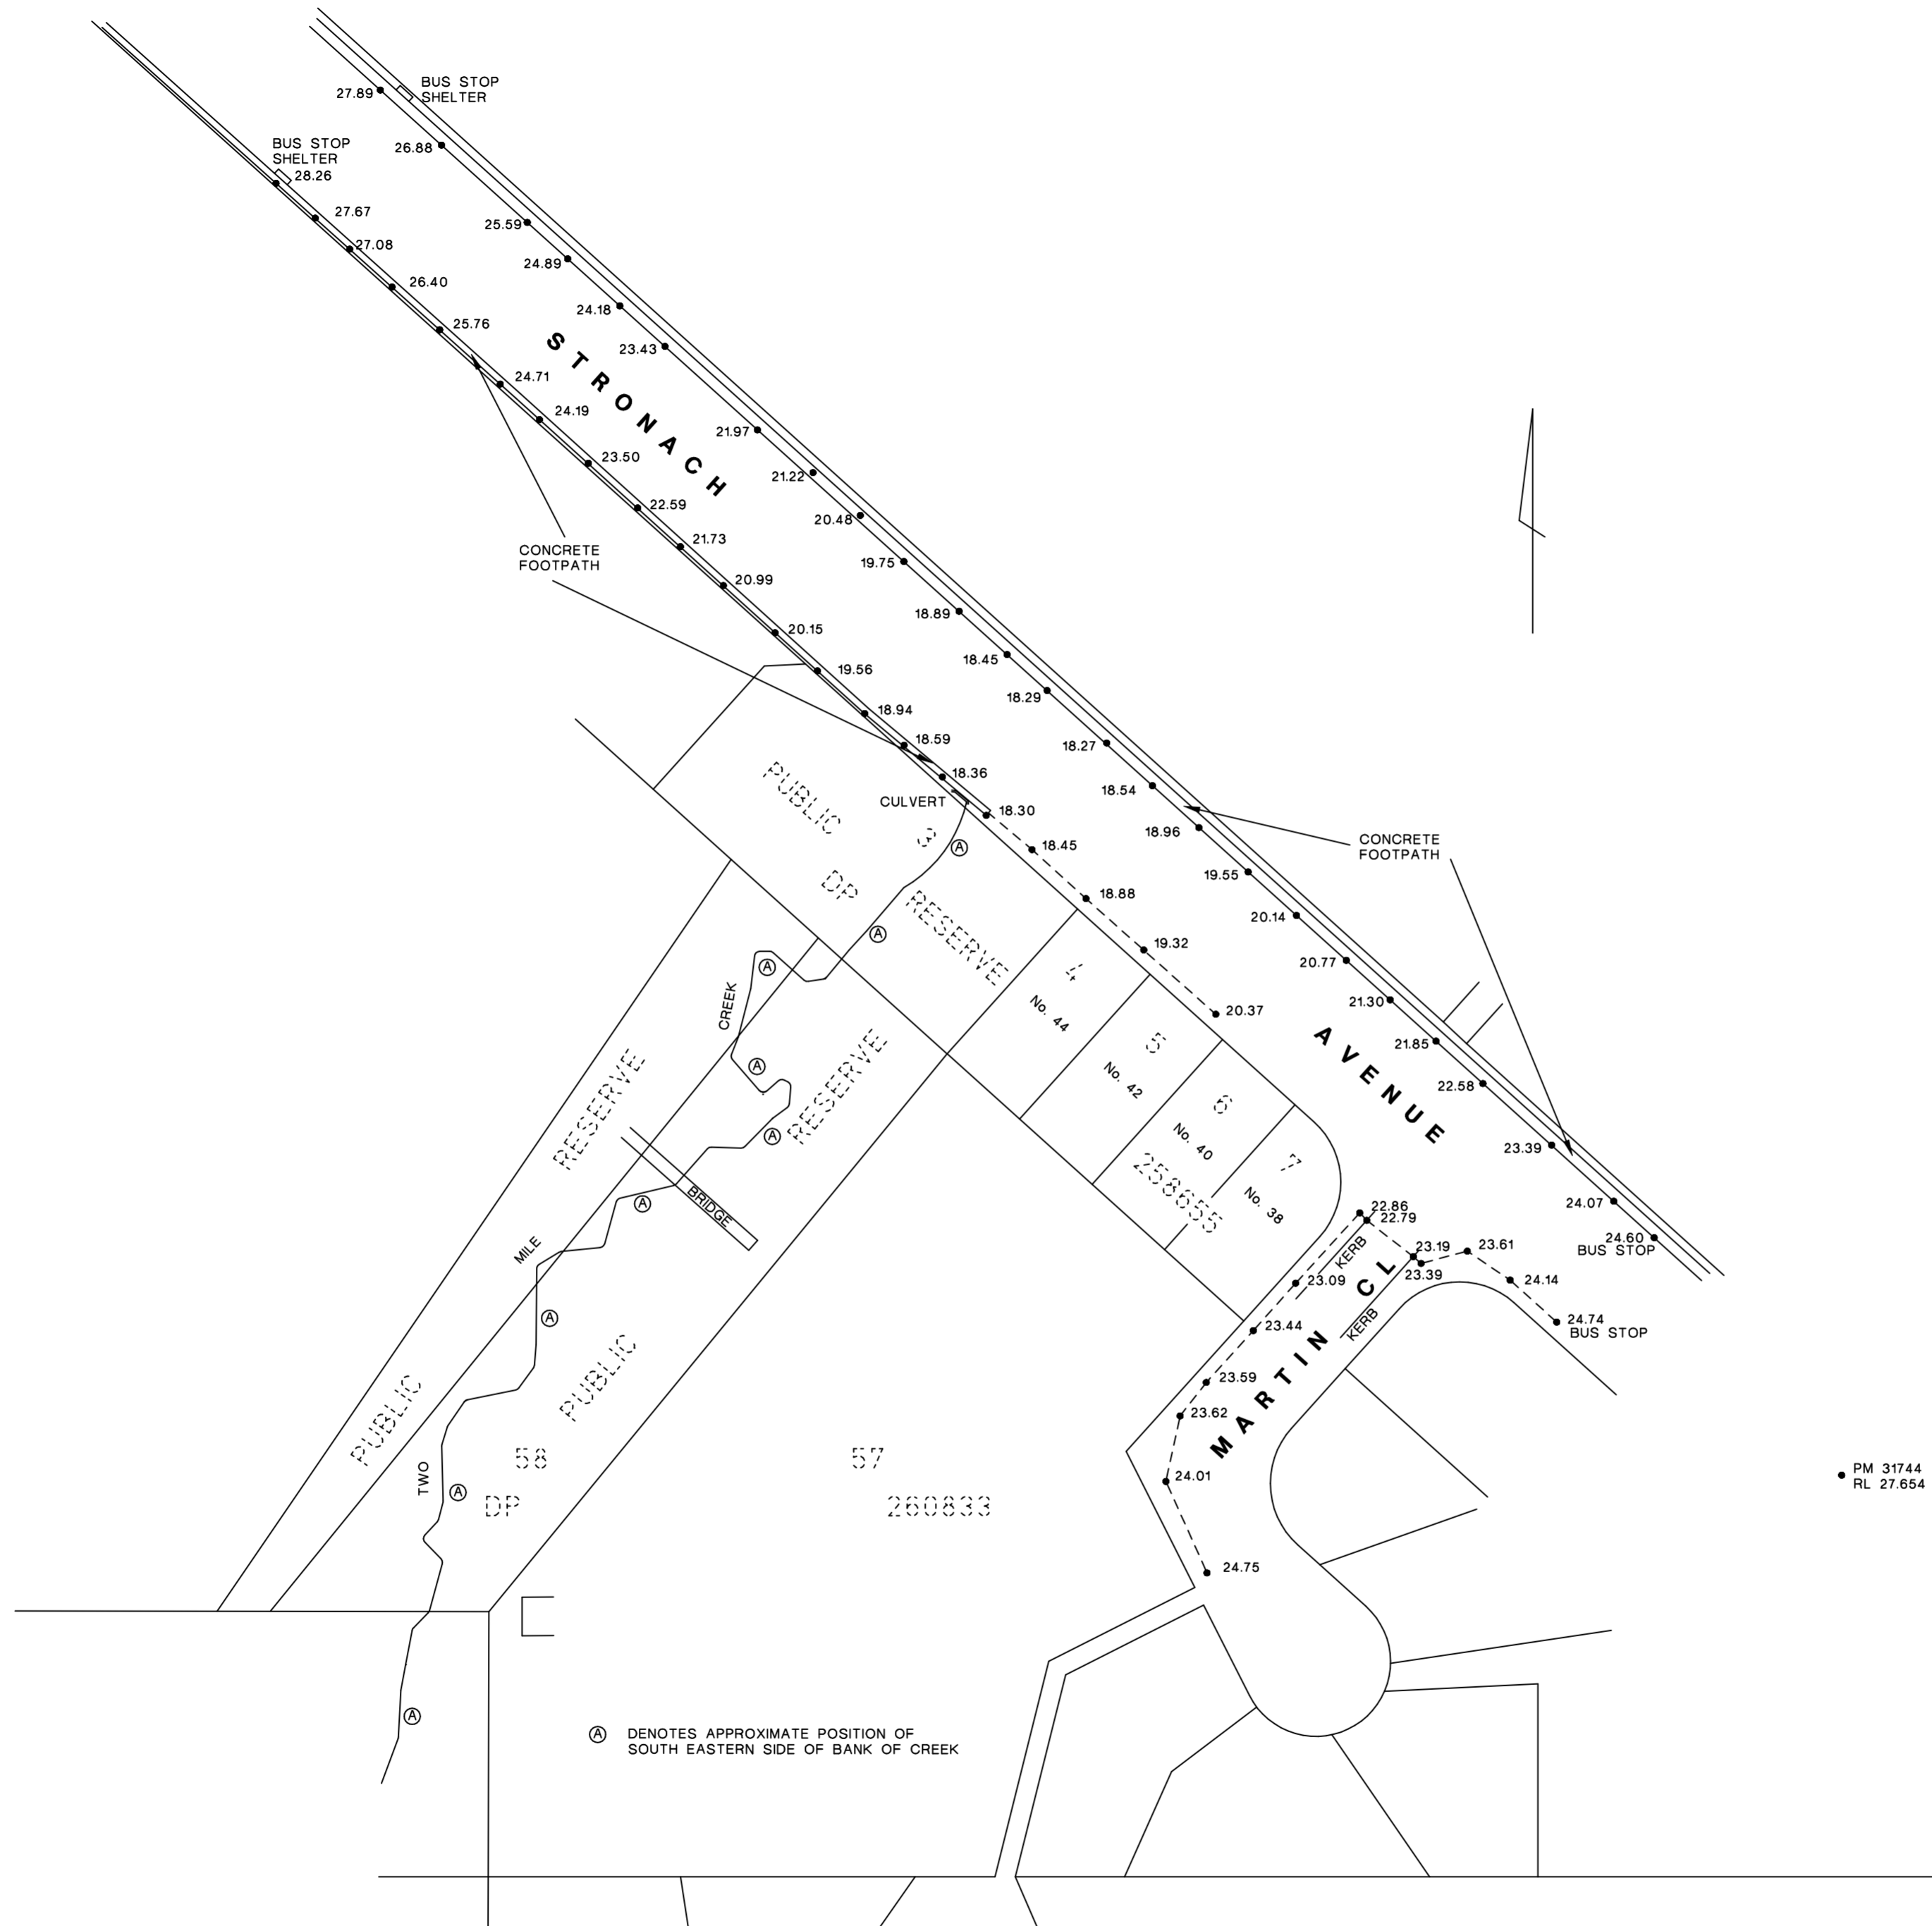 BUS STOP
SHELTER
27.89
26.88
BUS STOP
SHELTER
28.26
27.67
27.08
26.40
25.76
24.71
24.19
23.50
22.59
21.73
20.99
20.15
19.56
18.94
18.59
18.36
18.30
18.45
18.88
19.32
20.37
25.59
24.89
24.18
23.43
21.97
21.22
20.48
19.75
18.89
18.45
18.29
18.27
18.54
18.96
19.55
20.14
20.77
21.30
21.85
22.58
23.39
24.07
24.60
BUS STOP
STRONACH
AVENUE
CONCRETE
FOOTPATH
CONCRETE
FOOTPATH
CULVERT
PUBLIC
RESERVE
3
DP
258655
4
No. 44
5
No. 42
6
No. 40
7
No. 38
A
A
A
A
A
A
A
A
A
TWO
MILE
CREEK
BRIDGE
PUBLIC
RESERVE
PUBLIC
RESERVE
58
57
DP
260833
22.86
22.79
23.19
23.39
23.61
24.14
24.74
BUS STOP
KERB
KERB
23.09
23.44
23.59
23.62
24.01
24.75
MARTIN CL
PM 31744
RL 27.654
A DENOTES APPROXIMATE POSITION OF
SOUTH EASTERN SIDE OF BANK OF CREEK